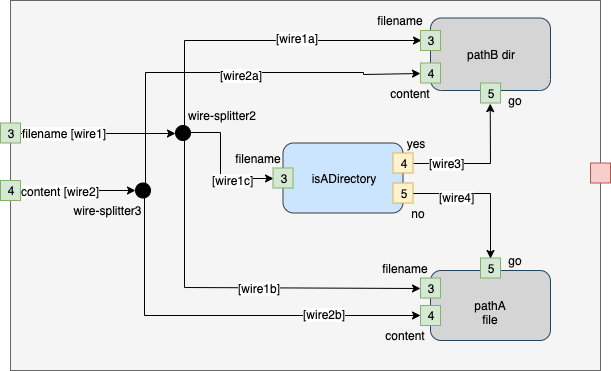 filename
[wire1a]
3
pathB dir
[wire2a]
4
content
5
go
wire-splitter2
3
filename [wire1]
yes
filename
4
[wire3]
[wire1c]
3
isADirectory
4
content [wire2]
5
[wire4]
wire-splitter3
no
go
filename
5
[wire1b]
3
pathA
file
[wire2b]
4
content